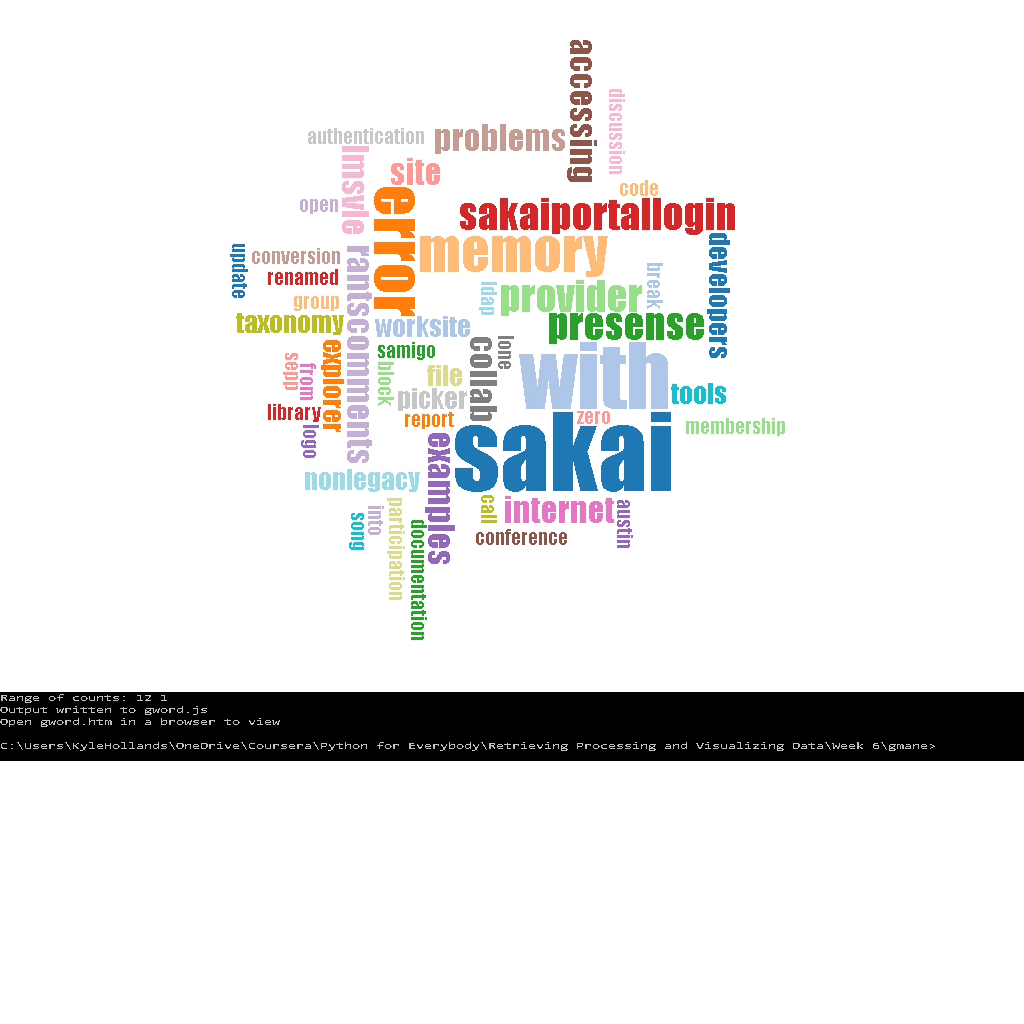 accessing
discussion
authentication
problems
lmsvle
site
code
open
error
sakaiportallogin
memory
developers
update
conversion
rantscomments
renamed
break
ldap
provider
group
taxonomy
worksite
presense
explorer
samigo
collab
lone
with
sepp
from
block
file
picker
tools
library
report
zero
sakai
membership
logo
examples
nonlegacy
call
internet
austin
participation
into
song
documentation
conference
Range of counts: 12 1
Output written to gword.js
Open gword.htm in a browser to view
C:\Users\KyleHollands\OneDrive\Coursera\Python for Everybody\Retrieving Processing and Visualizing Data\Week 6\gmane>